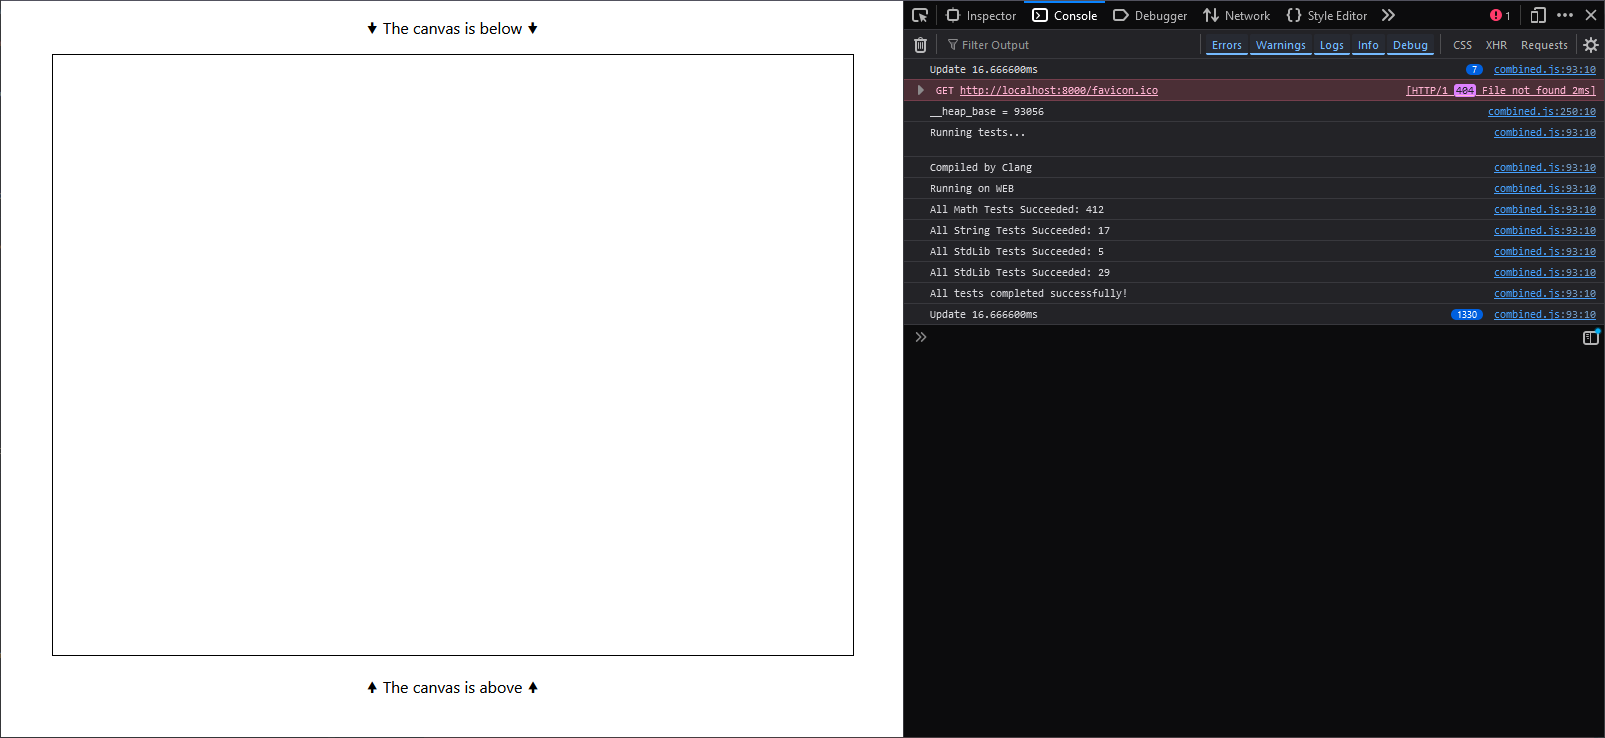 The canvas is below
The canvas is above
Inspector Console Debugger Network Style Editor 1
Filter Output Errors Warnings Logs Info Debug CSS XHR Requests
Update 16.666600ms 7 combined.js:93:10
GET http://localhost:8000/favicon.ico [HTTP/1 404 File not found 2ms]
__heap_base = 93056 combined.js:250:10
Running tests... combined.js:93:10
Compiled by Clang combined.js:93:10
Running on WEB combined.js:93:10
All Math Tests Succeeded: 412 combined.js:93:10
All String Tests Succeeded: 17 combined.js:93:10
All StdLib Tests Succeeded: 5 combined.js:93:10
All StdLib Tests Succeeded: 29 combined.js:93:10
All tests completed successfully! combined.js:93:10
Update 16.666600ms 1330 combined.js:93:10